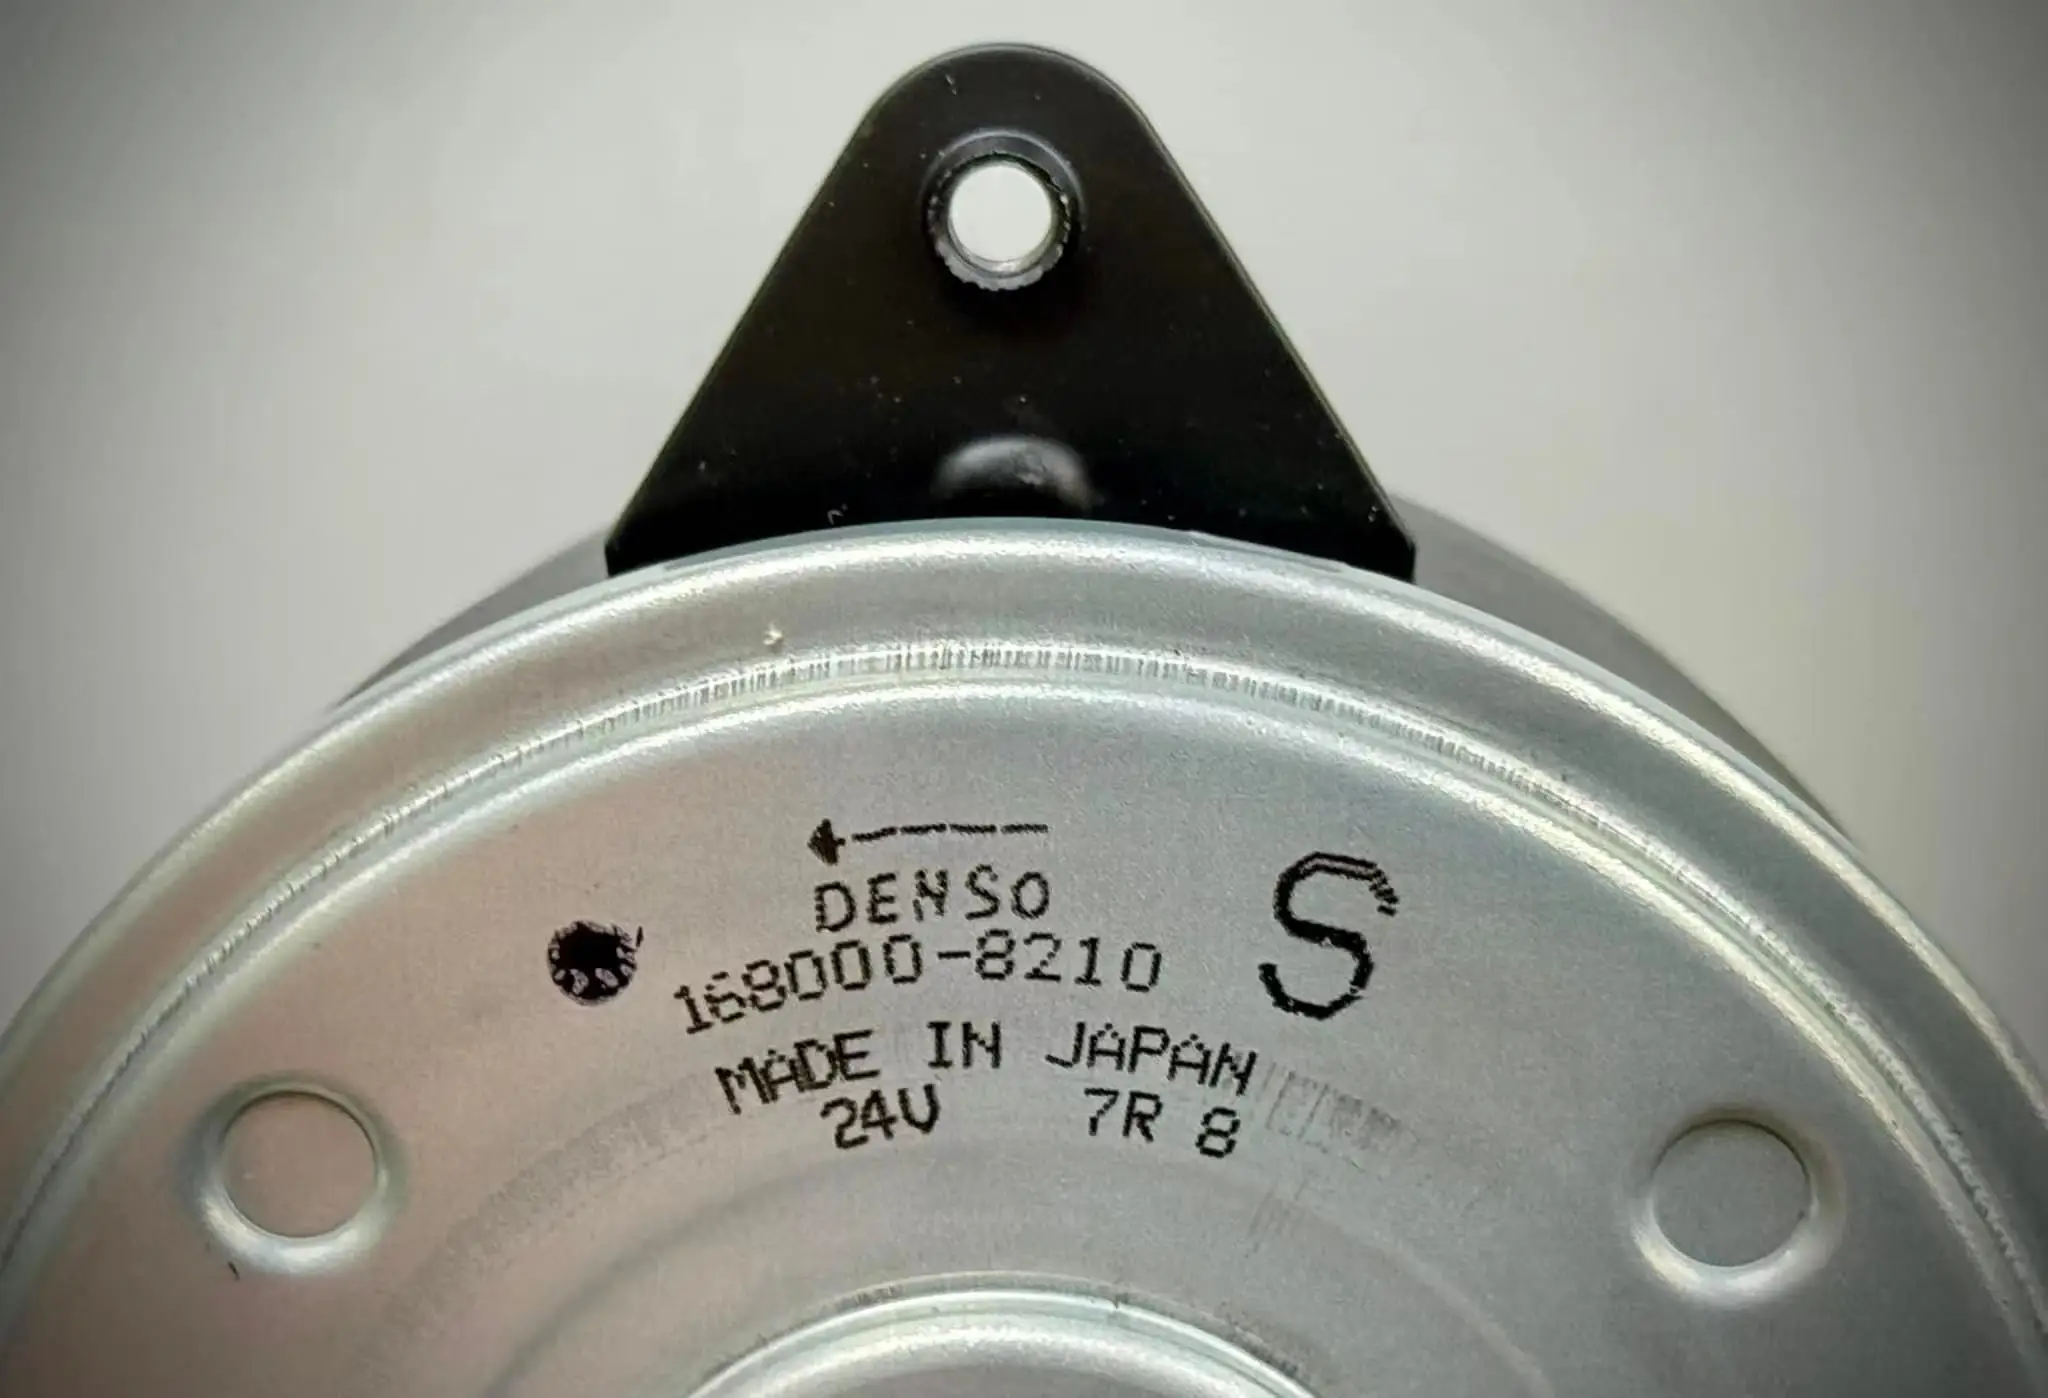 DENSO
S
168000-8210
MADE IN JAPAN
24V 7R 8